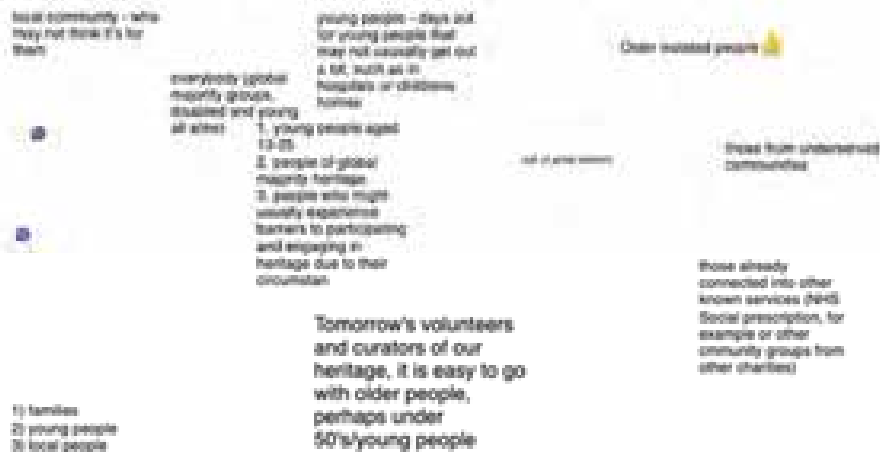 local community - who
may not think it's for
them
young people - days out
for young people that
may not usually get out
a lot, such as in
hospitals or childrens
homes
Older isolated people 👍
everybody (global
majority groups,
disabled and young
all ages)
1. young people aged
13-25
2. people of global
majority heritage
3. people who might
usually experience
barriers to participating
and engaging in
heritage due to their
circumstan
those from underserved
communities
those already
connected into other
known services (NHS
Social prescription, for
example or other
cmmunity groups from
other charities)
Tomorrow's volunteers
and curators of our
heritage, it is easy to go
with older people,
perhaps under
50's/young people
1) families
2) young people
3) local people